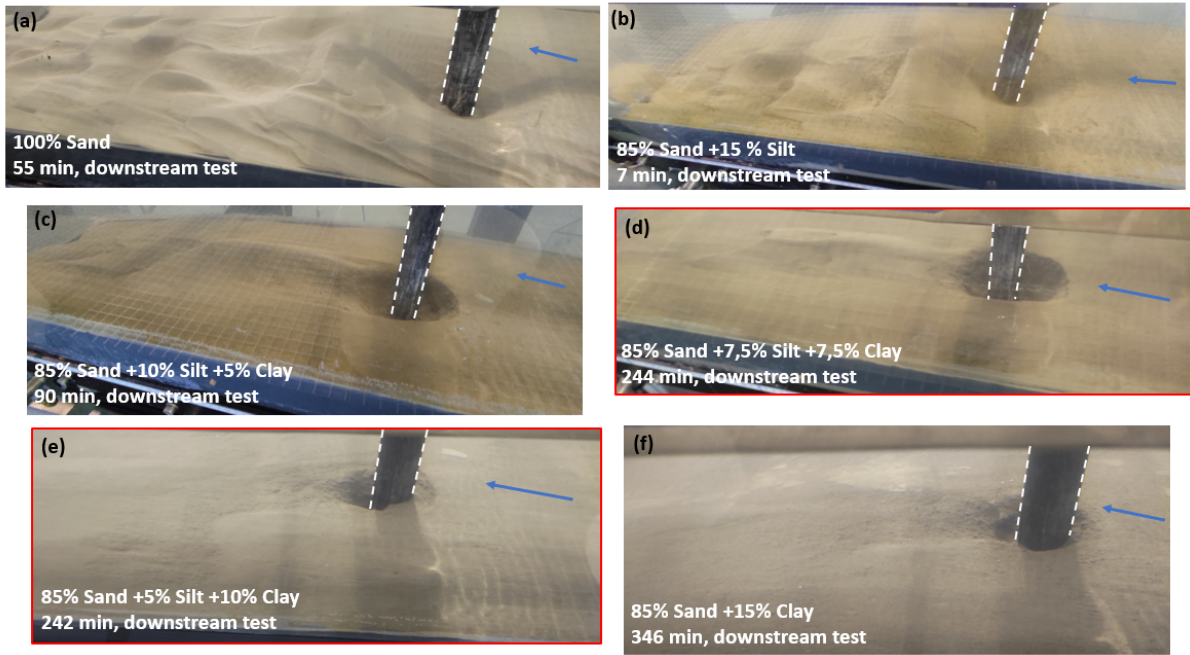 (a)
100% Sand
55 min, downstream test
(b)
85% Sand +15 % Silt
7 min, downstream test
(c)
85% Sand +10% Silt +5% Clay
90 min, downstream test
(d)
85% Sand +7,5% Silt +7,5% Clay
244 min, downstream test
(e)
85% Sand +5% Silt +10% Clay
242 min, downstream test
(f)
85% Sand +15% Clay
346 min, downstream test